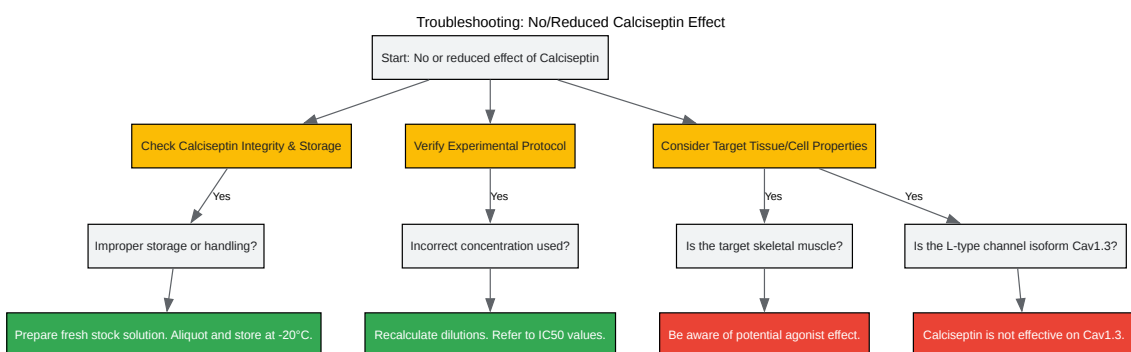 Troubleshooting: No/Reduced Calciseptin Effect
Start: No or reduced effect of Calciseptin
Check Calciseptin Integrity & Storage
Verify Experimental Protocol
Consider Target Tissue/Cell Properties
Yes
Yes
Yes
Yes
Improper storage or handling?
Incorrect concentration used?
Is the target skeletal muscle?
Is the L-type channel isoform Cav1.3?
Prepare fresh stock solution. Aliquot and store at -20°C.
Recalculate dilutions. Refer to IC50 values.
Be aware of potential agonist effect.
Calciseptin is not effective on Cav1.3.